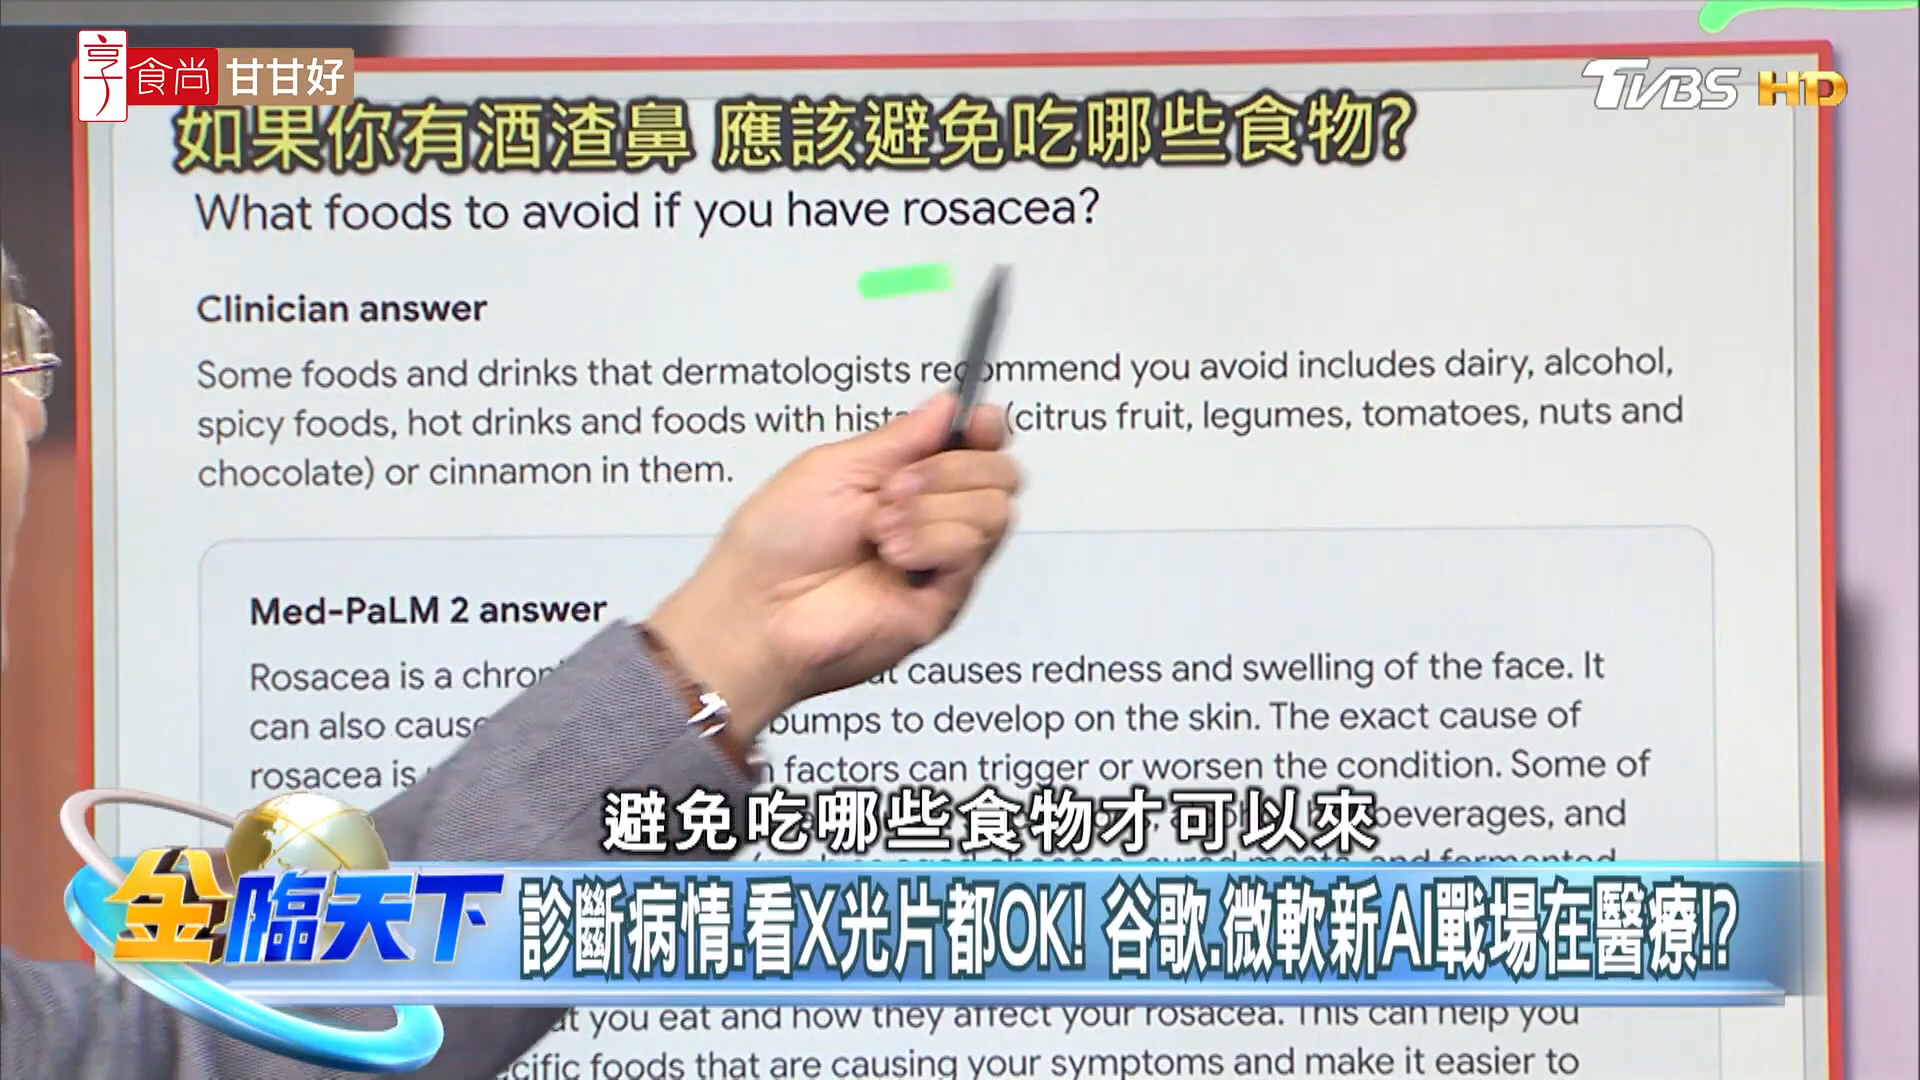 享 食尚 甘甘好
TVBS HD
如果你有酒渣鼻 應該避免吃哪些食物?
What foods to avoid if you have rosacea?
Clinician answer
Some foods and drinks that dermatologists recommend you avoid includes dairy, alcohol,
spicy foods, hot drinks and foods with (citrus fruit, legumes, tomatoes, nuts and
chocolate) or cinnamon in them.
Med-PaLM 2 answer
Rosacea is a causes redness and swelling of the face. It
can also bumps to develop on the skin. The exact cause of
rosacea is factors can trigger or worsen the condition. Some of
beverages, and
避免吃哪些食物才可以來
金臨天下
診斷病情.看X光片都OK! 谷歌.微軟新AI戰場在醫療!?
you eat and how they affect your rosacea. This can help you
foods that are causing your symptoms and make it easier to